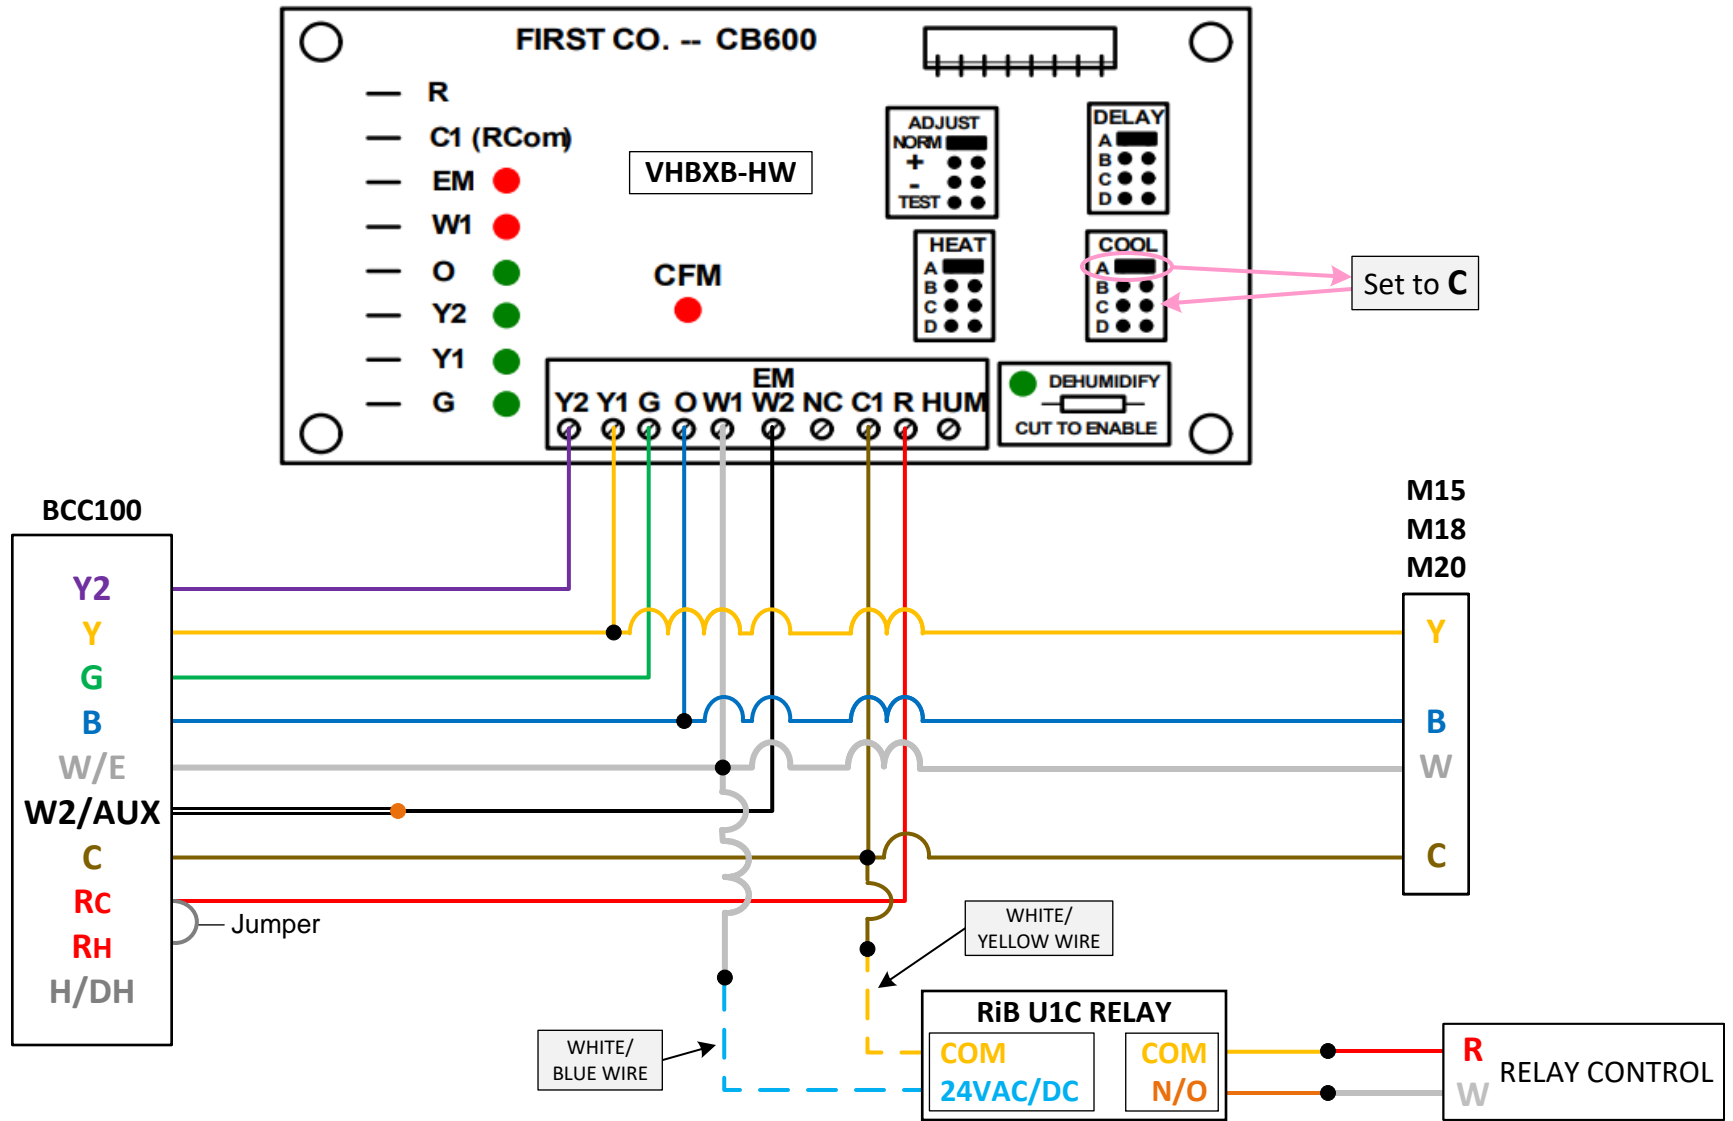 FIRST CO. -- CB600
R
C1 (RCom)
EM
W1
O
Y2
Y1
G
VHBXB-HW
CFM
ADJUST
NORM
+
-
TEST
DELAY
A
B
C
D
HEAT
A
B
C
D
COOL
A
B
C
D
Set to C
EM
Y2 Y1 G O W1 W2 NC C1 R HUM
DEHUMIDIFY
CUT TO ENABLE
BCC100
Y2
Y
G
B
W/E
W2/AUX
C
RC
RH
H/DH
Jumper
M15
M18
M20
Y
B
W
C
WHITE/
YELLOW WIRE
WHITE/
BLUE WIRE
RiB U1C RELAY
COM
24VAC/DC
COM
N/O
R
W
RELAY CONTROL